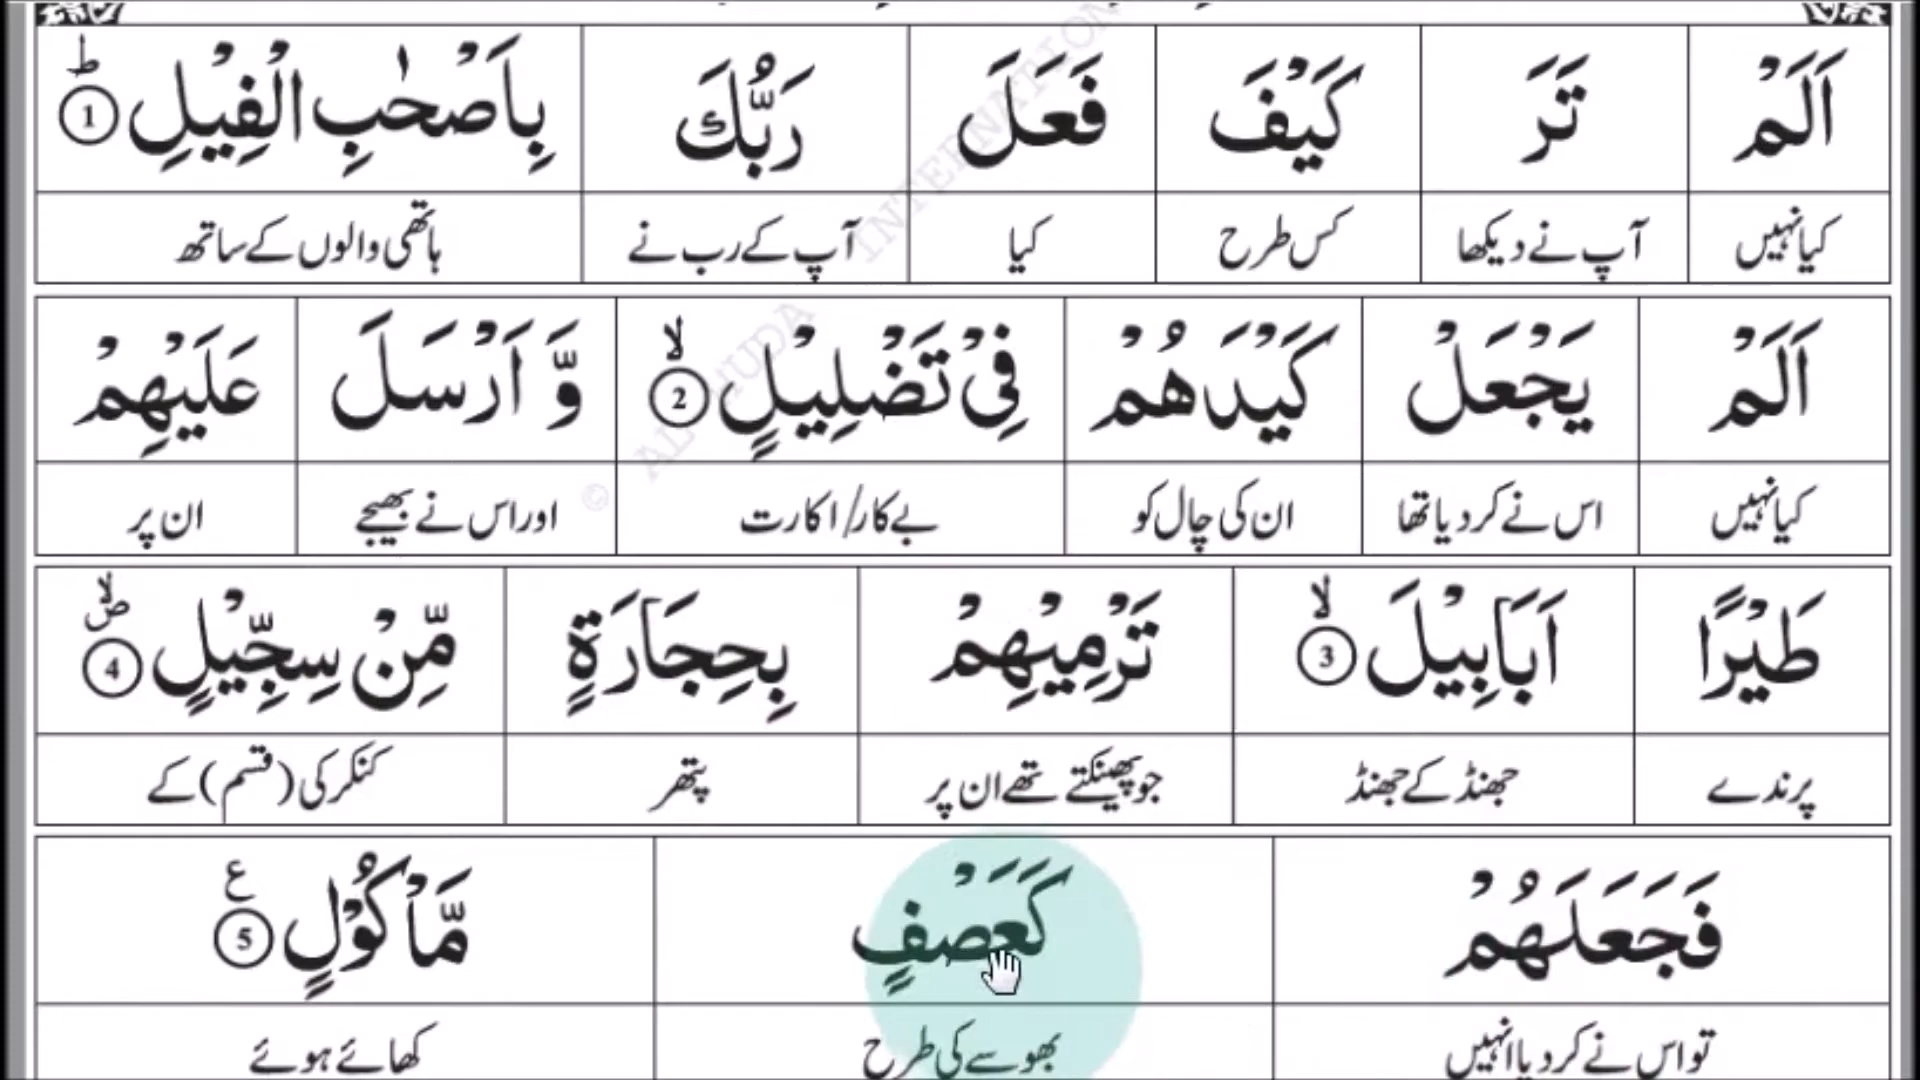 اَلَمْ تَرَ كَيْفَ فَعَلَ رَبُّكَ بِاَصْحٰبِ الْفِيْلِ ؕ 1
کیا نہیں آپ نے دیکھا کس طرح کیا آپ کے رب نے ہاتھی والوں کے ساتھ
اَلَمْ يَجْعَلْ كَيْدَهُمْ فِيْ تَضْلِيْلٍ ۙ 2 وَّ اَرْسَلَ عَلَيْهِمْ
کیا نہیں اس نے کر دیا تھا ان کی چال کو بے کار/اکارت اور اس نے بھیجے ان پر
طَيْرًا اَبَابِيْلَ ۙ 3 تَرْمِيْهِمْ بِحِجَارَةٍ مِّنْ سِجِّيْلٍ ۙ ص 4
پرندے جھنڈ کے جھنڈ جو پھینکتے تھے ان پر پتھر کنکر کی (قسم) کے
فَجَعَلَهُمْ كَعَصْفٍ مَّاْكُوْلٍ ع 5
تو اس نے کر دیا انہیں بھوسے کی طرح کھائے ہوئے
© AL HUDA INTERNATIONAL